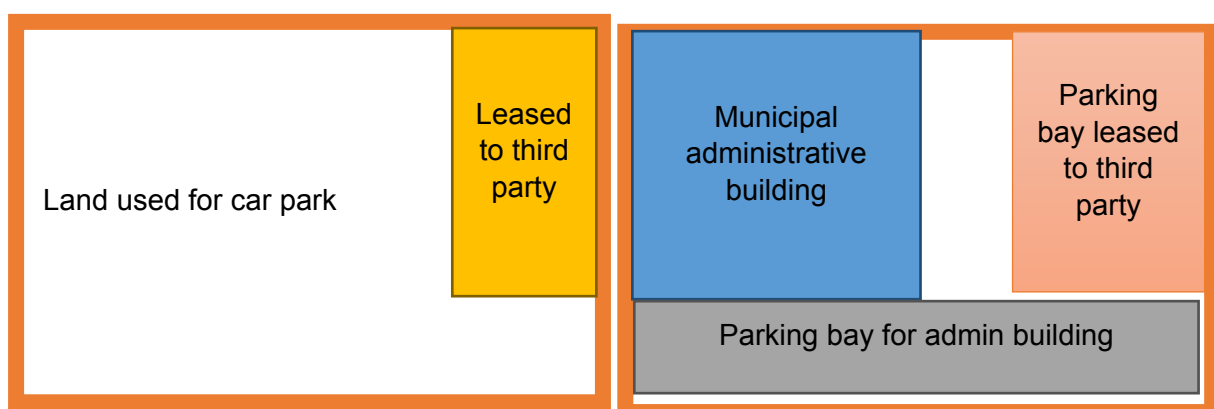 Land used for car park
Leased
to third
party
Municipal
administrative
building
Parking
bay leased
to third
party
Parking bay for admin building